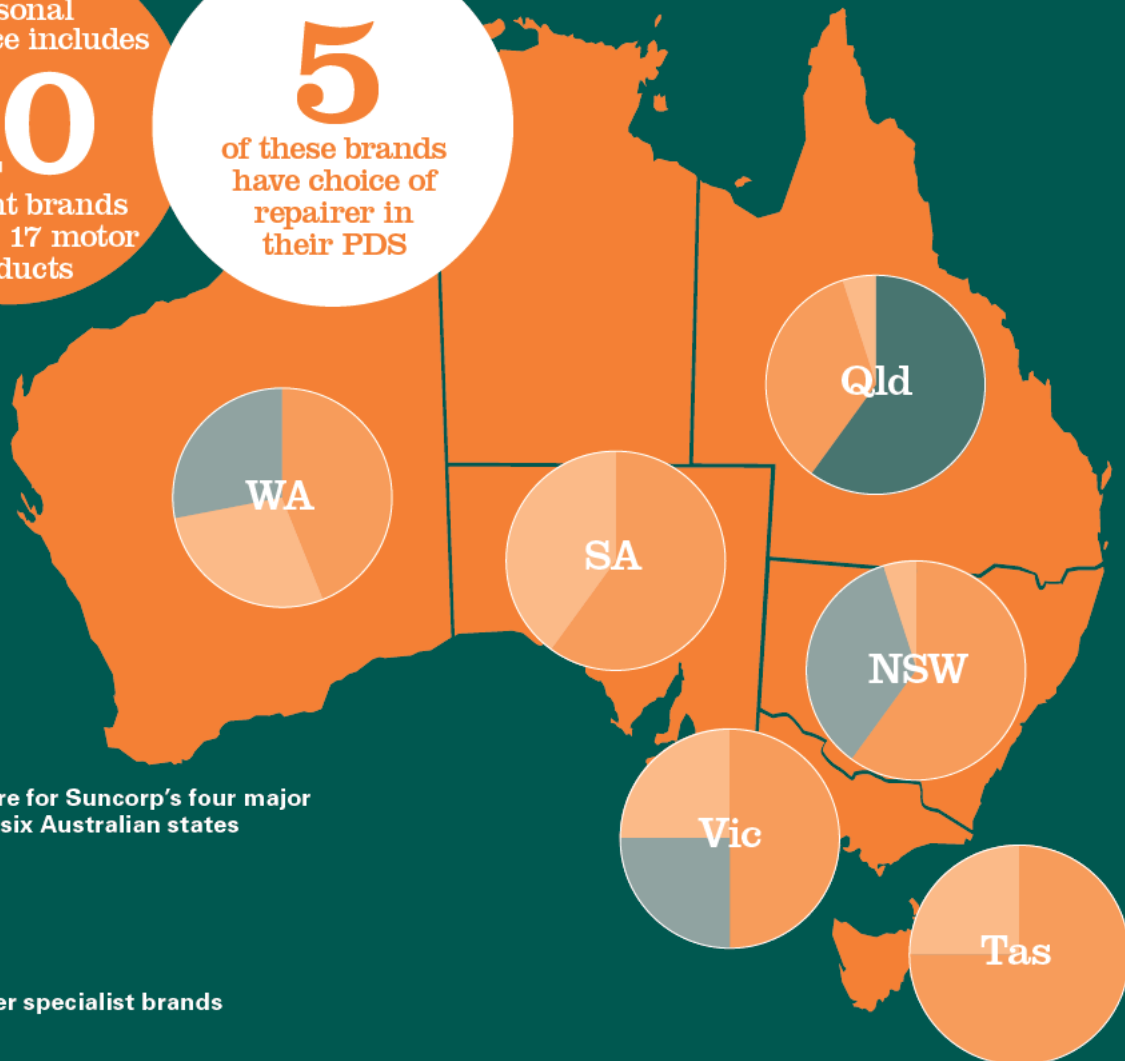 sonal
ce includes
0
nt brands
17 motor
ducts
5
of these brands
have choice of
repairer in
their PDS
Qld
WA
SA
NSW
Vic
Tas
re for Suncorp's four major
six Australian states
er specialist brands